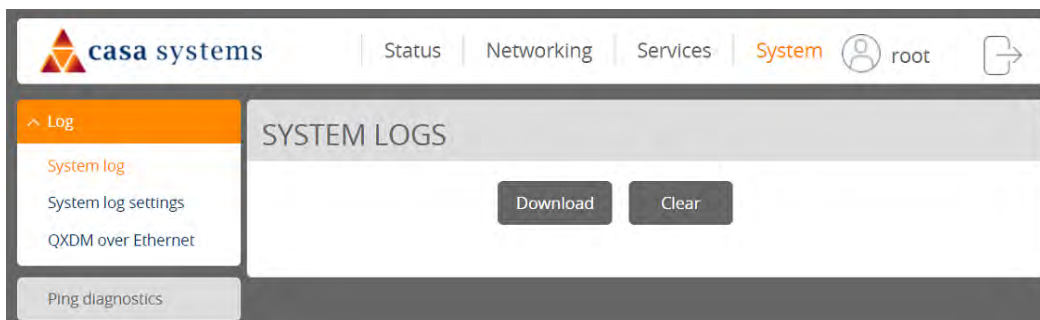 casa systems
Status Networking Services System root
Log
System log
System log settings
QXDM over Ethernet
Ping diagnostics
SYSTEM LOGS
Download Clear